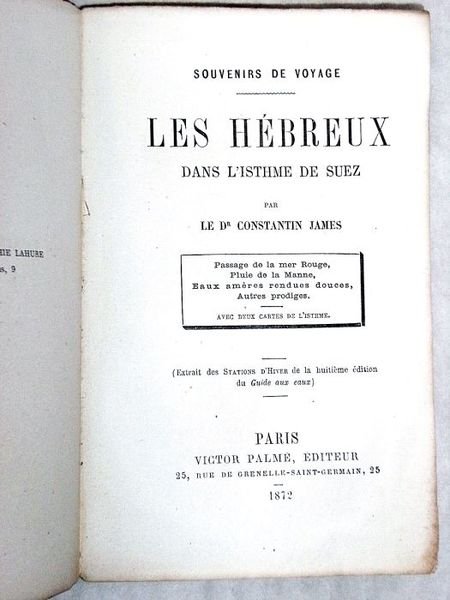 HIE LAHURE
s, 9
SOUVENIRS DE VOYAGE
LES HÉBREUX
DANS L'ISTHME DE SUEZ
PAR
LE Dr CONSTANTIN JAMES
Passage de la mer Rouge,
Pluie de la Manne,
Eaux amères rendues douces,
Autres prodiges.
AVEC DEUX CARTES DE L'ISTHME.
(Extrait des STATIONS D'HIVER de la huitième édition
du Guide aux eaux)
PARIS
VICTOR PALMÉ, EDITEUR
25, RUE DE GRENELLE-SAINT-GERMAIN, 25
1872